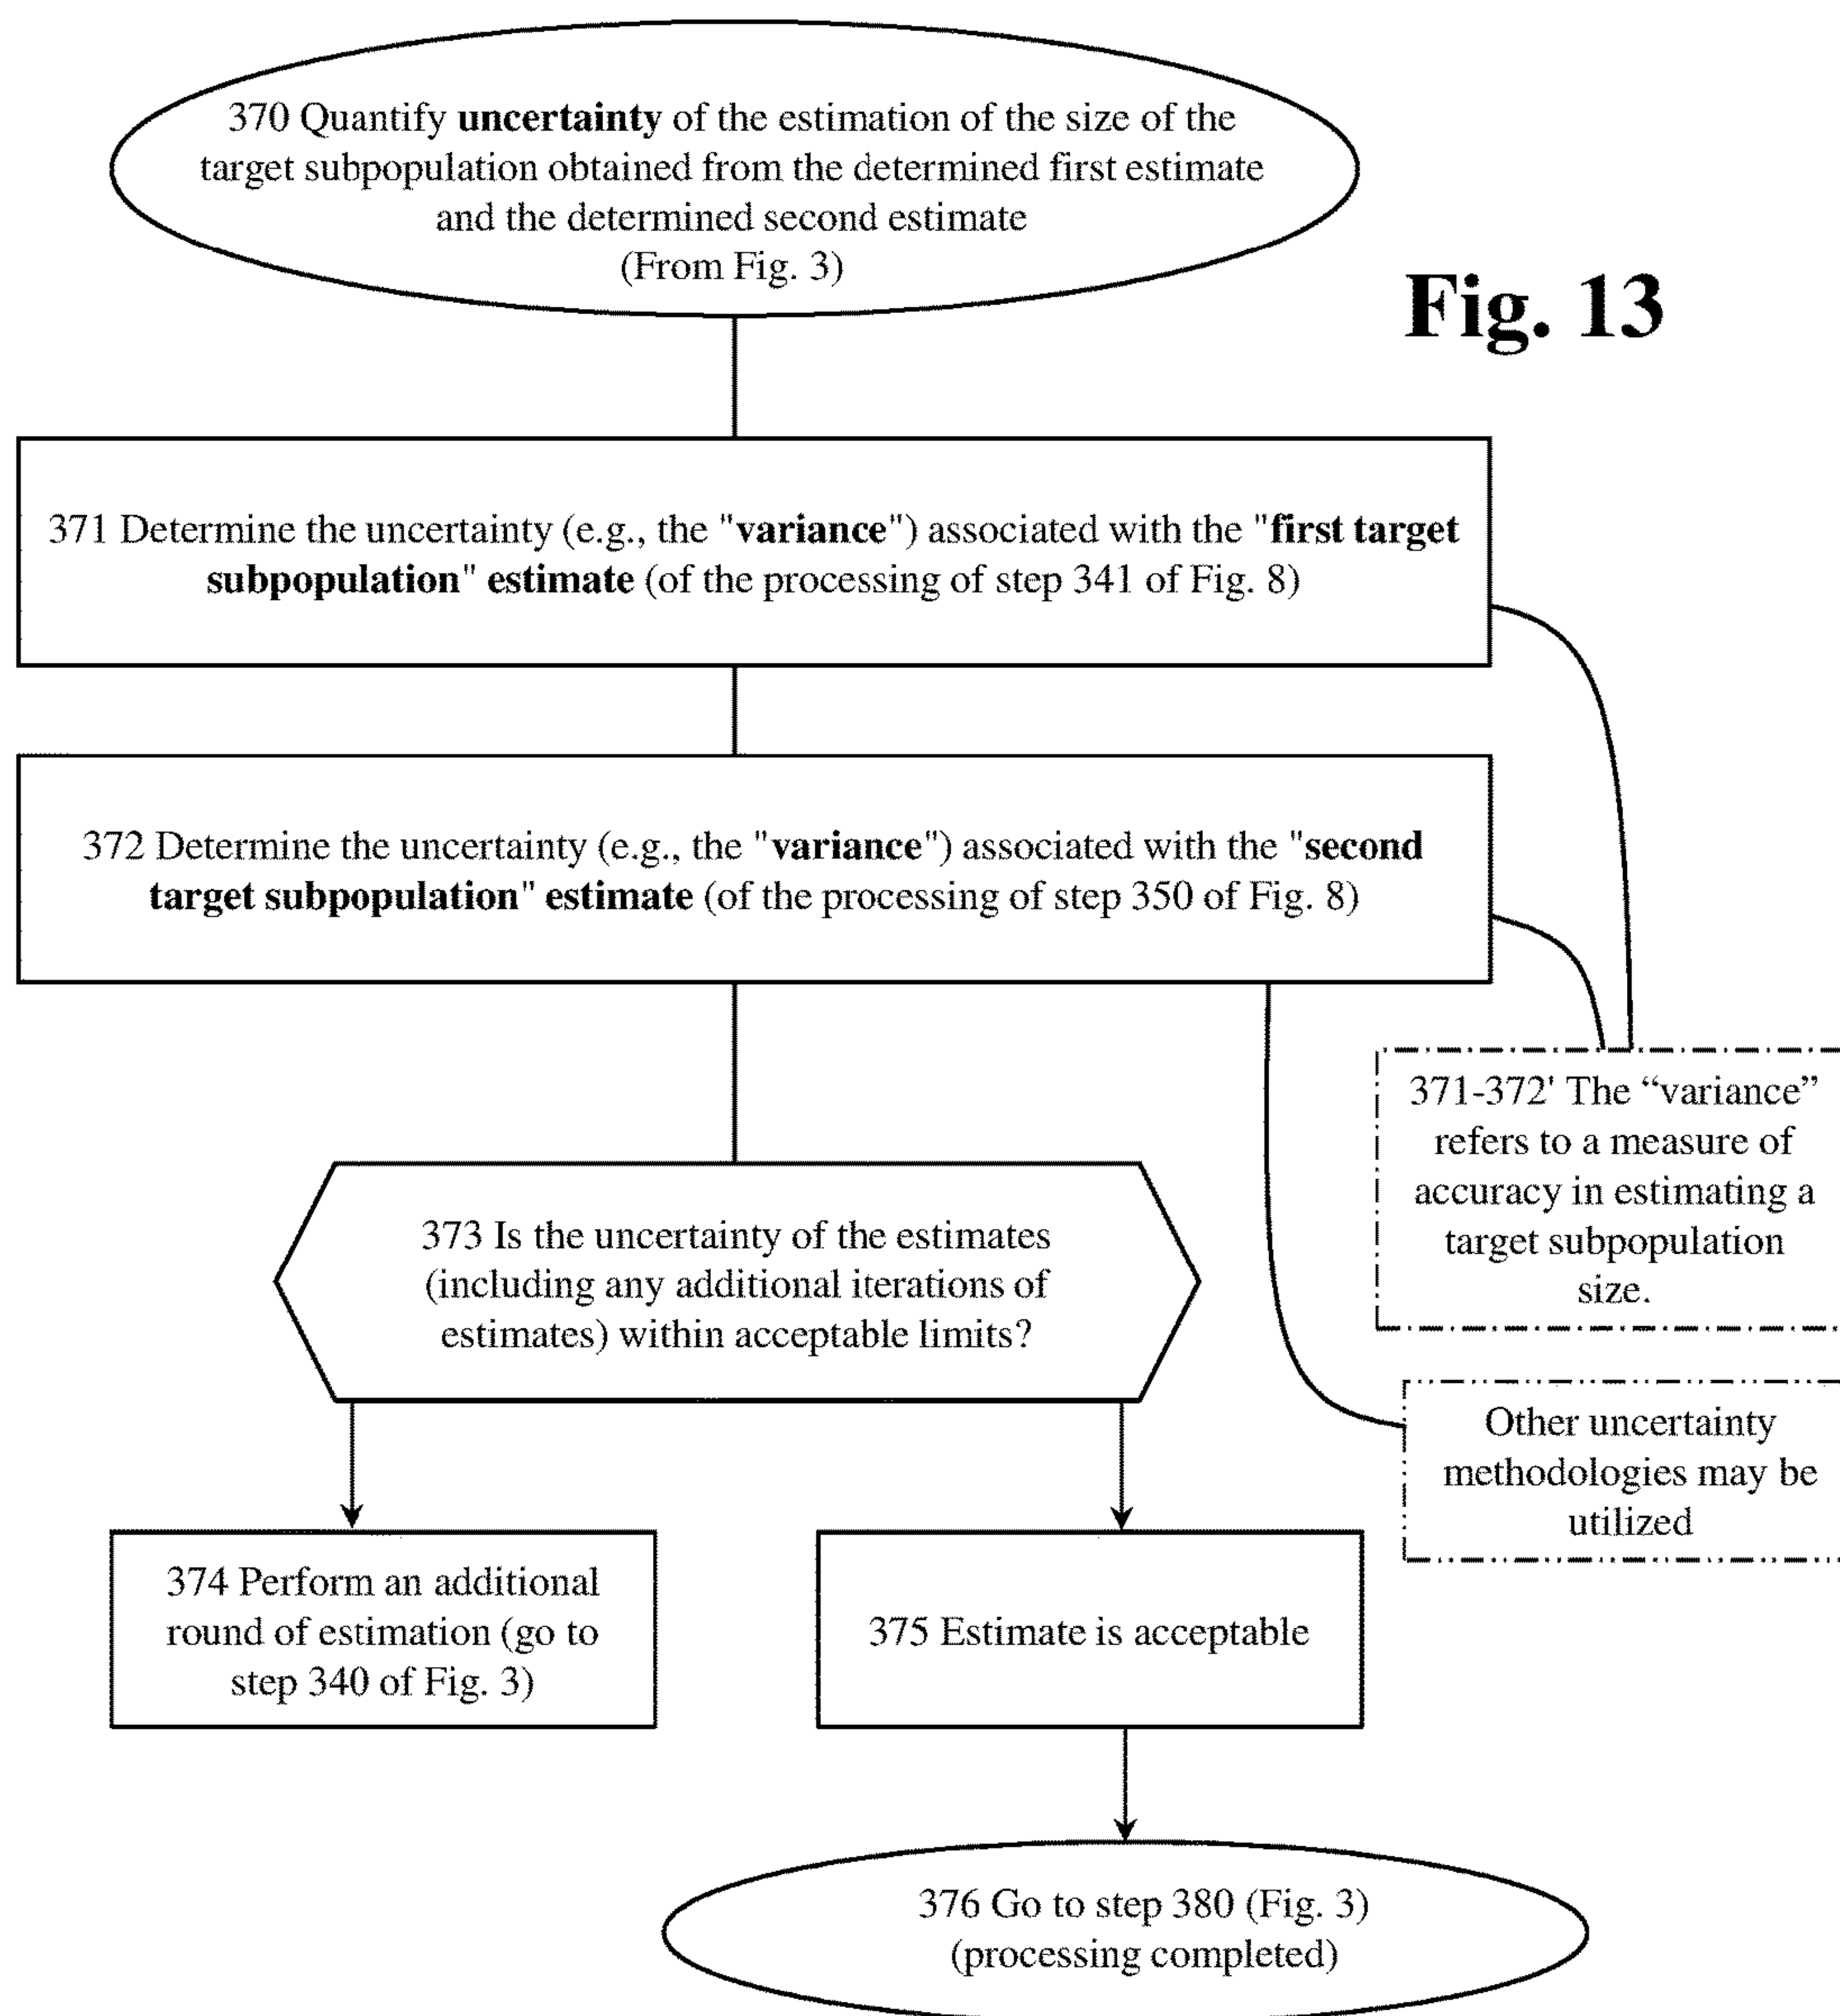 370 Quantify uncertainty of the estimation of the size of the
target subpopulation obtained from the determined first estimate
and the determined second estimate
(From Fig. 3)
Fig. 13
371 Determine the uncertainty (e.g., the "variance") associated with the "first target
subpopulation" estimate (of the processing of step 341 of Fig. 8)
372 Determine the uncertainty (e.g., the "variance") associated with the "second
target subpopulation" estimate (of the processing of step 350 of Fig. 8)
371-372' The “variance”
refers to a measure of
accuracy in estimating a
target subpopulation
size.
373 Is the uncertainty of the estimates
(including any additional iterations of
estimates) within acceptable limits?
Other uncertainty
methodologies may be
utilized
374 Perform an additional
round of estimation (go to
step 340 of Fig. 3)
375 Estimate is acceptable
376 Go to step 380 (Fig. 3)
(processing completed)